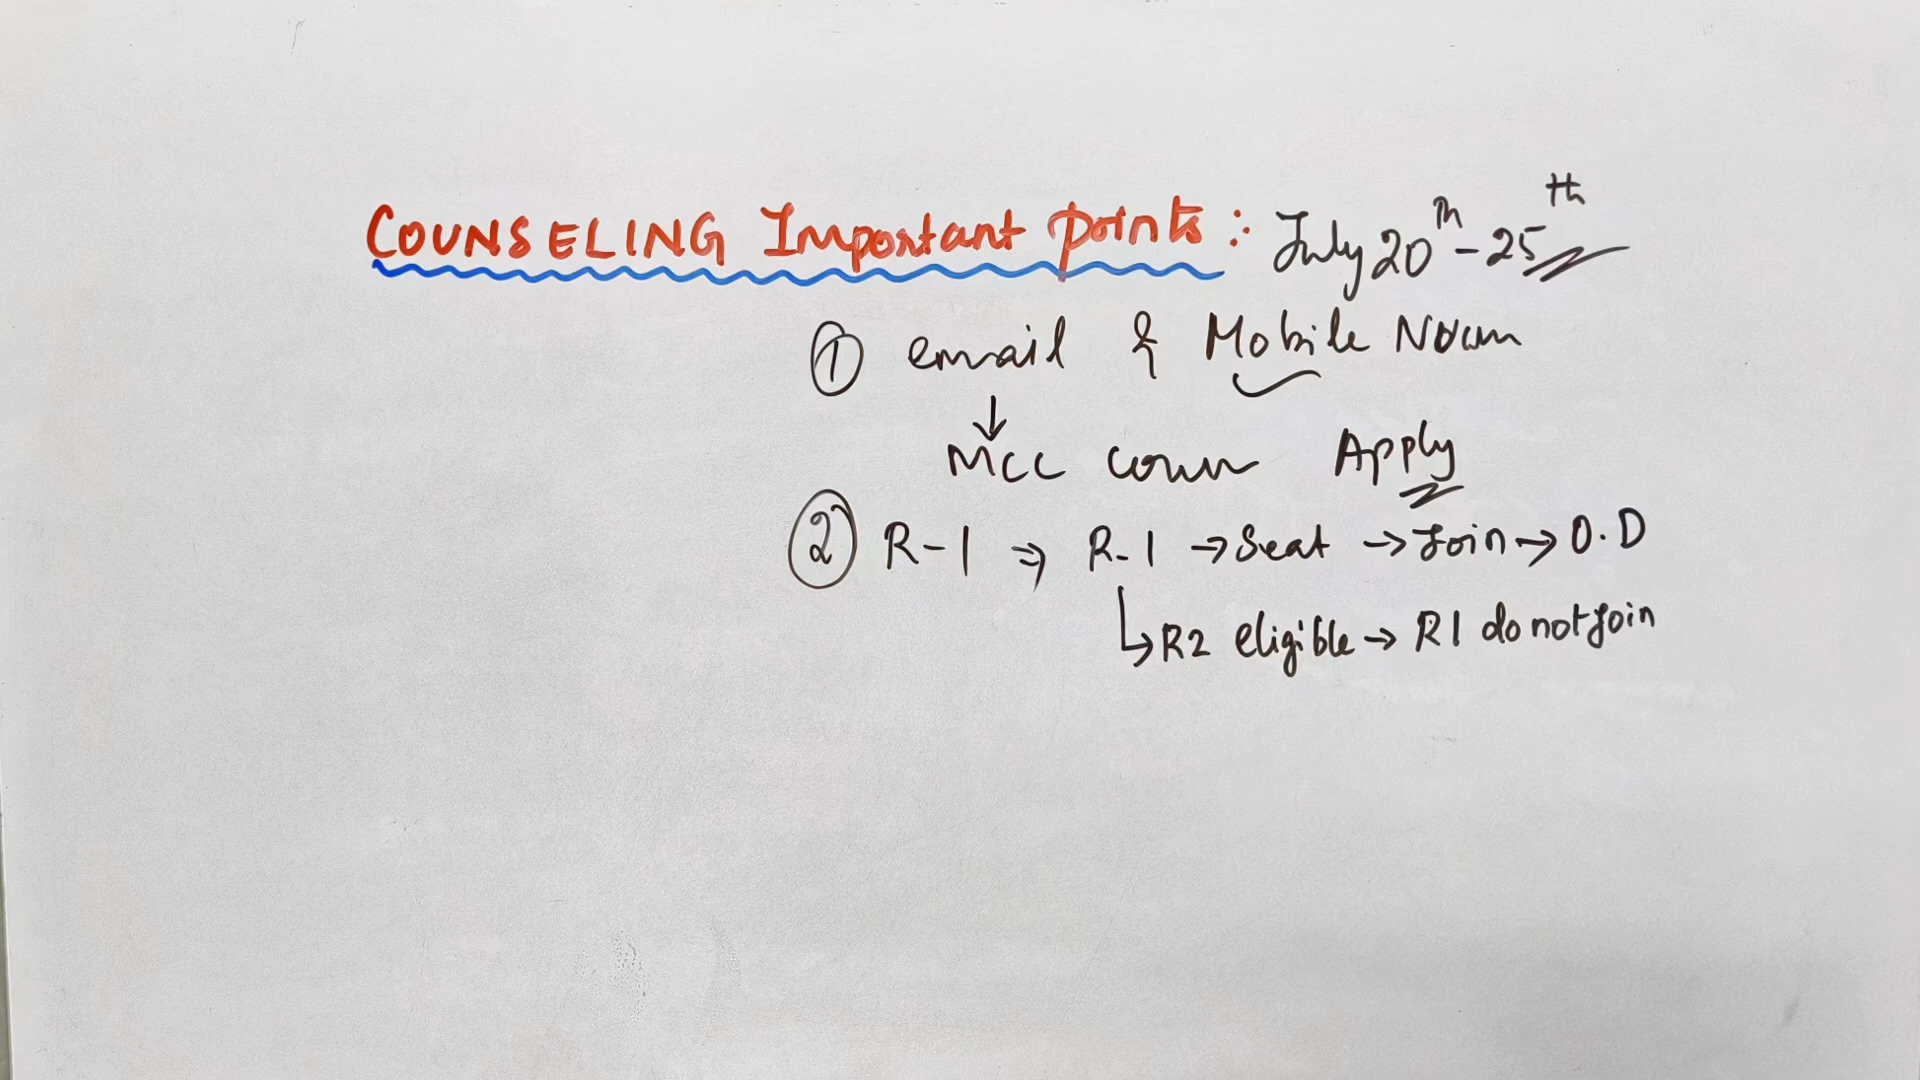 COUNSELING Important points :- July 20th - 25th
① email & Mobile Num
↓
MCC Coun Apply
② R-1 ⇒ R-1 → Seat → Join → O.D
↳ R2 eligible → R1 do not Join